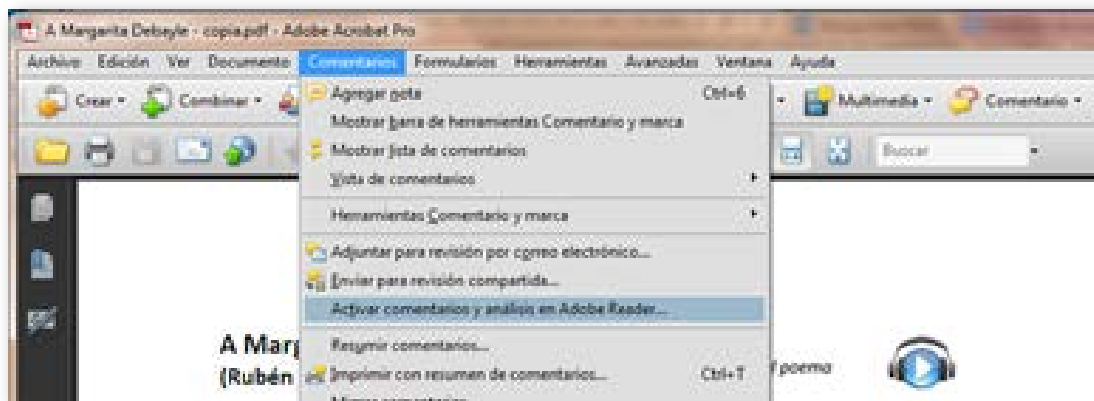 A Margarita Debayle - copia.pdf - Adobe Acrobat Pro
Archivo Edición Ver Documento Comentarios Formularios Herramientas Avanzadas Ventana Ayuda
Crear Combinar Multimedia Comentario
Buscar
Agregar nota Ctrl+6
Mostrar barra de herramientas Comentario y marca
Mostrar lista de comentarios
Vista de comentarios
Herramientas Comentario y marca
Adjuntar para revisión por correo electrónico...
Enviar para revisión compartida...
Activar comentarios y análisis en Adobe Reader...
Resumir comentarios...
Imprimir con resumen de comentarios... Ctrl+T
A Marg
(Rubén
poema